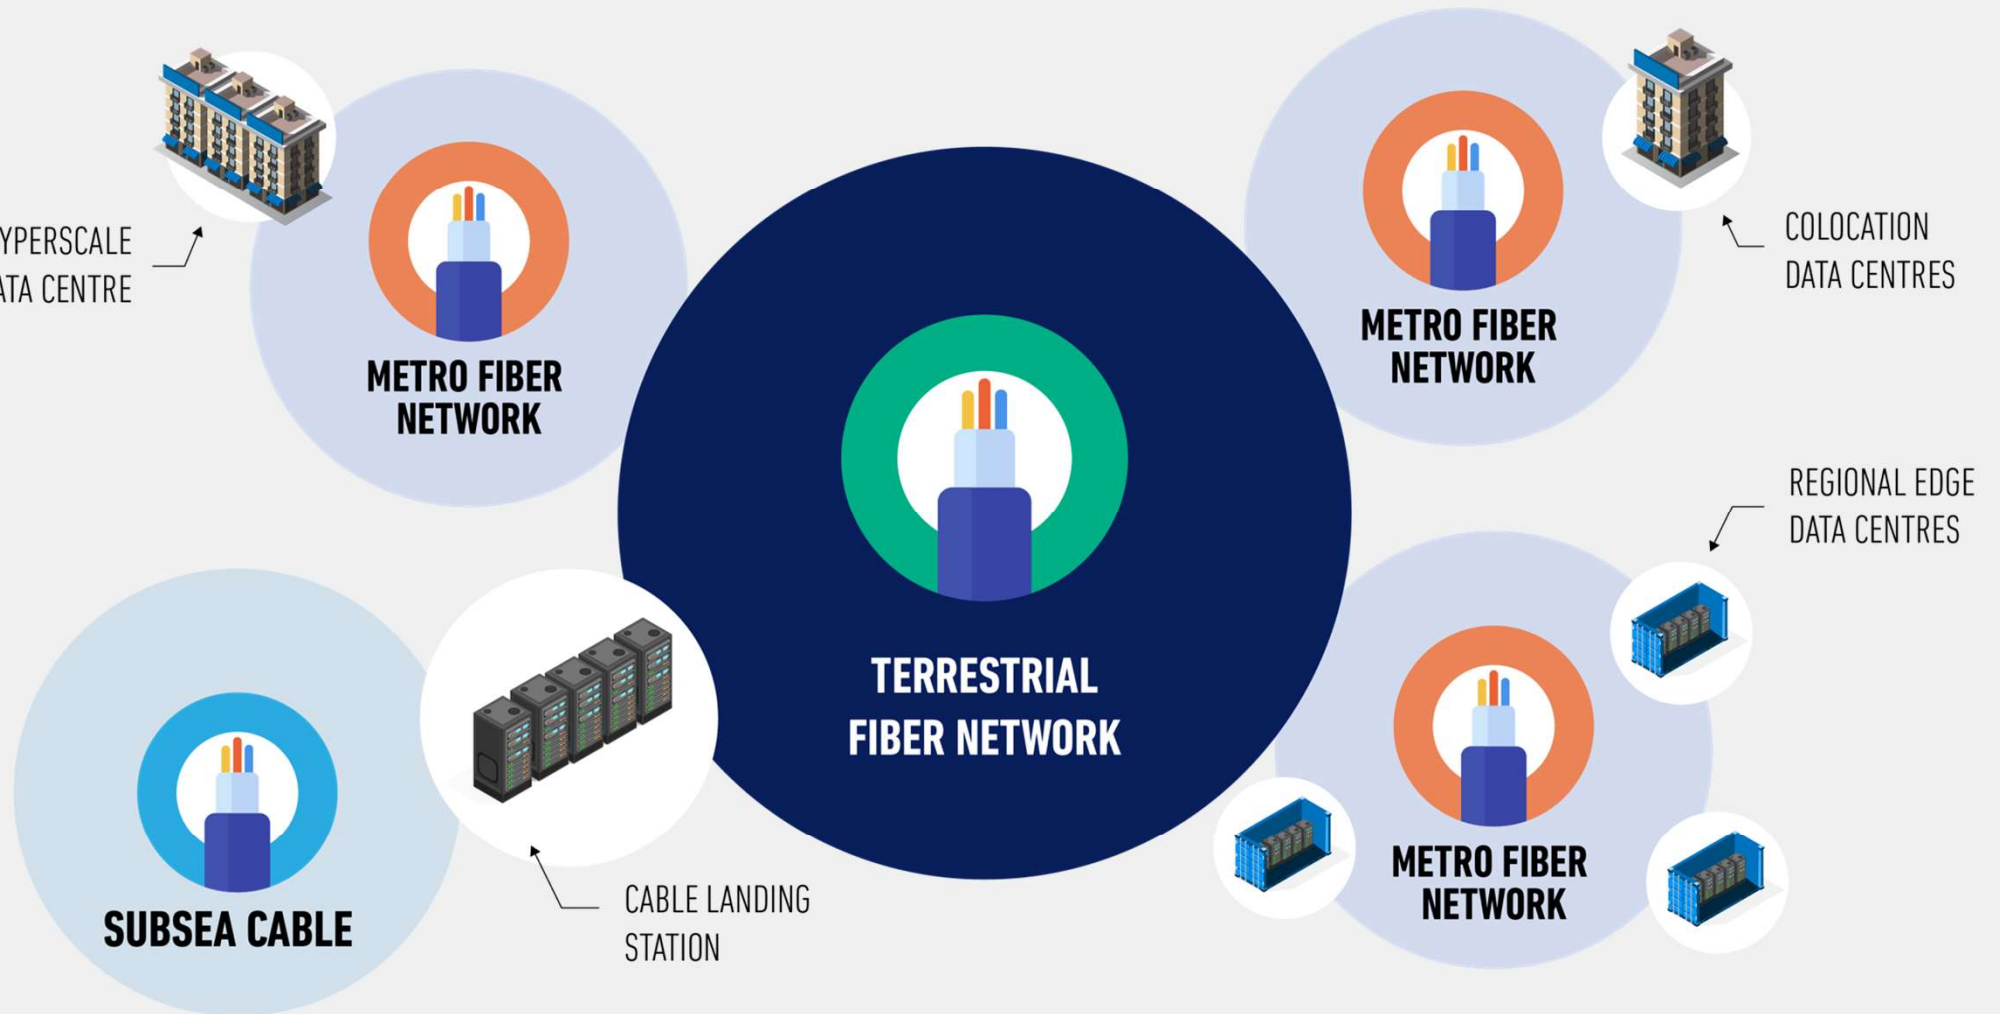 YPERSCALE
ATA CENTRE
METRO FIBER
NETWORK
METRO FIBER
NETWORK
COLOCATION
DATA CENTRES
REGIONAL EDGE
DATA CENTRES
TERRESTRIAL
FIBER NETWORK
METRO FIBER
NETWORK
SUBSEA CABLE
CABLE LANDING
STATION